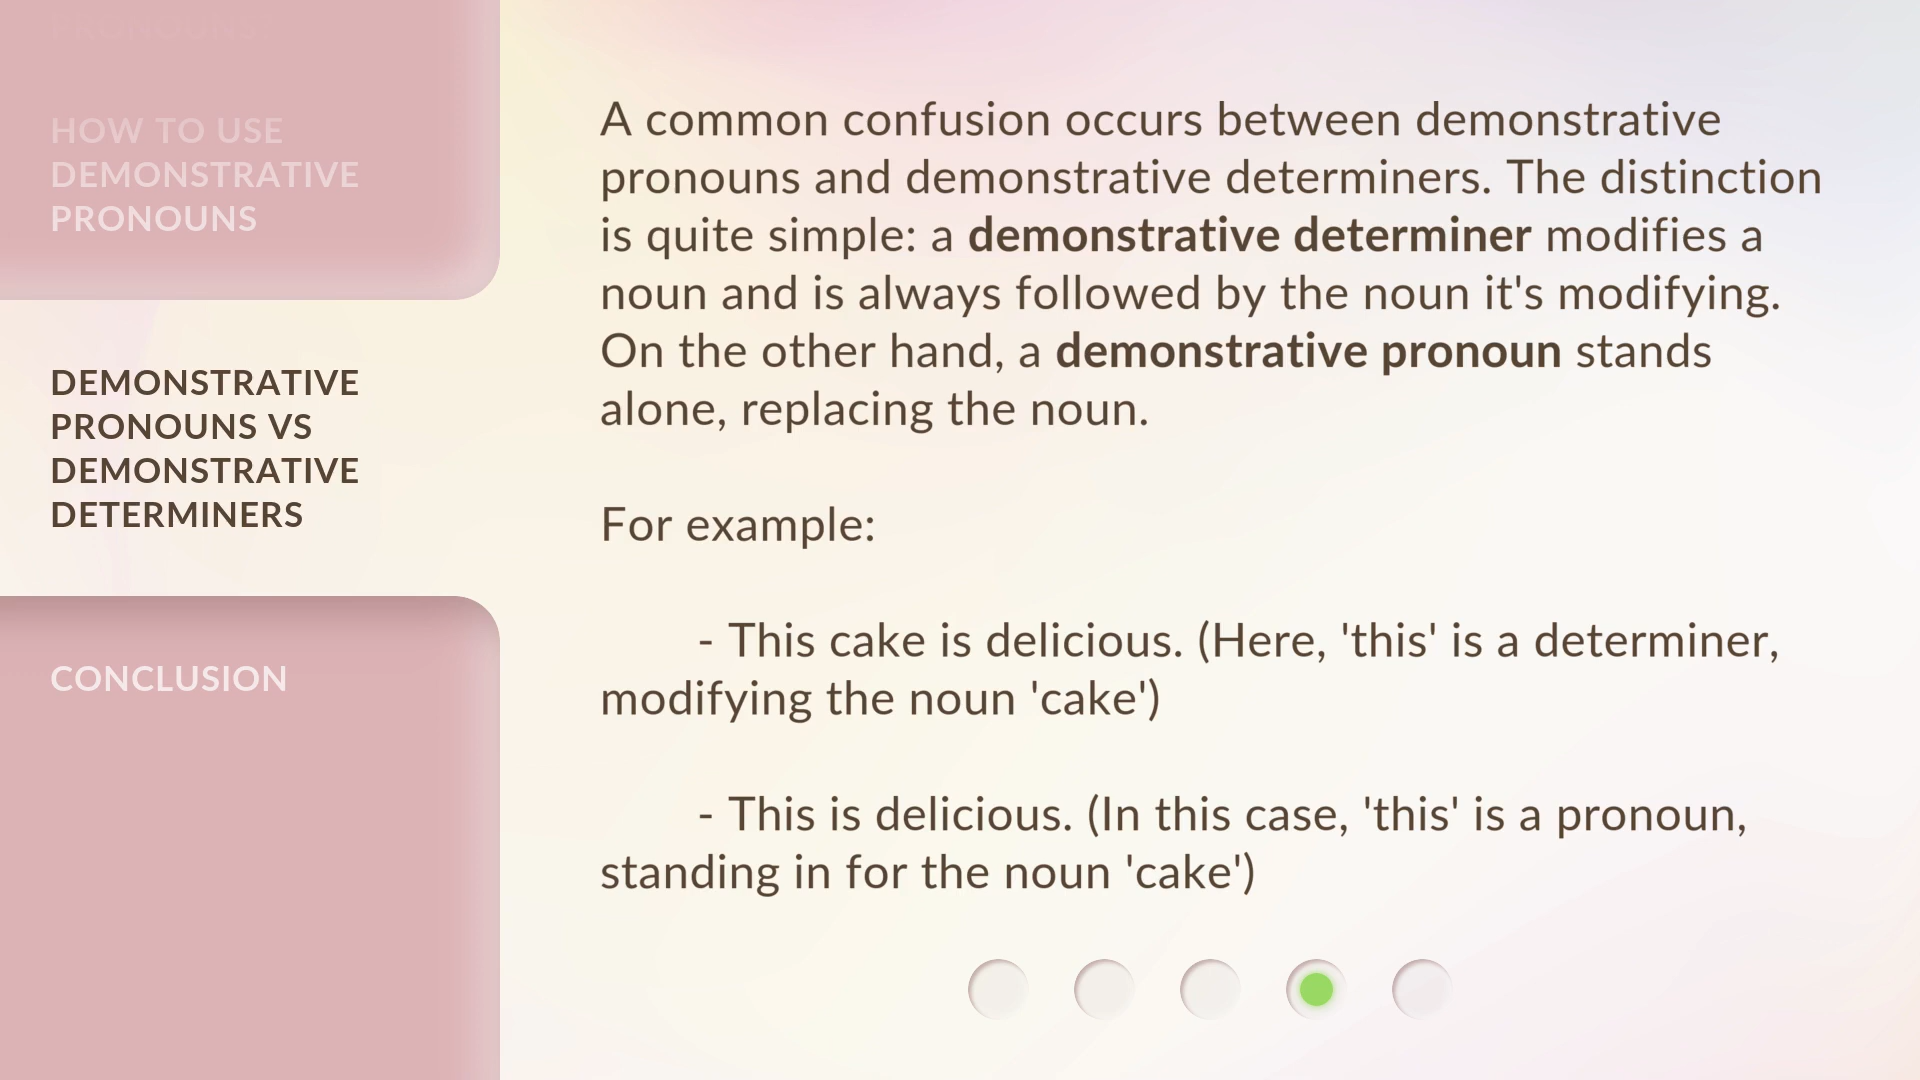 PRONOUNS?
HOW TO USE
DEMONSTRATIVE
PRONOUNS
DEMONSTRATIVE
PRONOUNS VS
DEMONSTRATIVE
DETERMINERS
CONCLUSION
A common confusion occurs between demonstrative
pronouns and demonstrative determiners. The distinction
is quite simple: a demonstrative determiner modifies a
noun and is always followed by the noun it's modifying.
On the other hand, a demonstrative pronoun stands
alone, replacing the noun.
For example:
- This cake is delicious. (Here, 'this' is a determiner,
modifying the noun 'cake')
- This is delicious. (In this case, 'this' is a pronoun,
standing in for the noun 'cake')